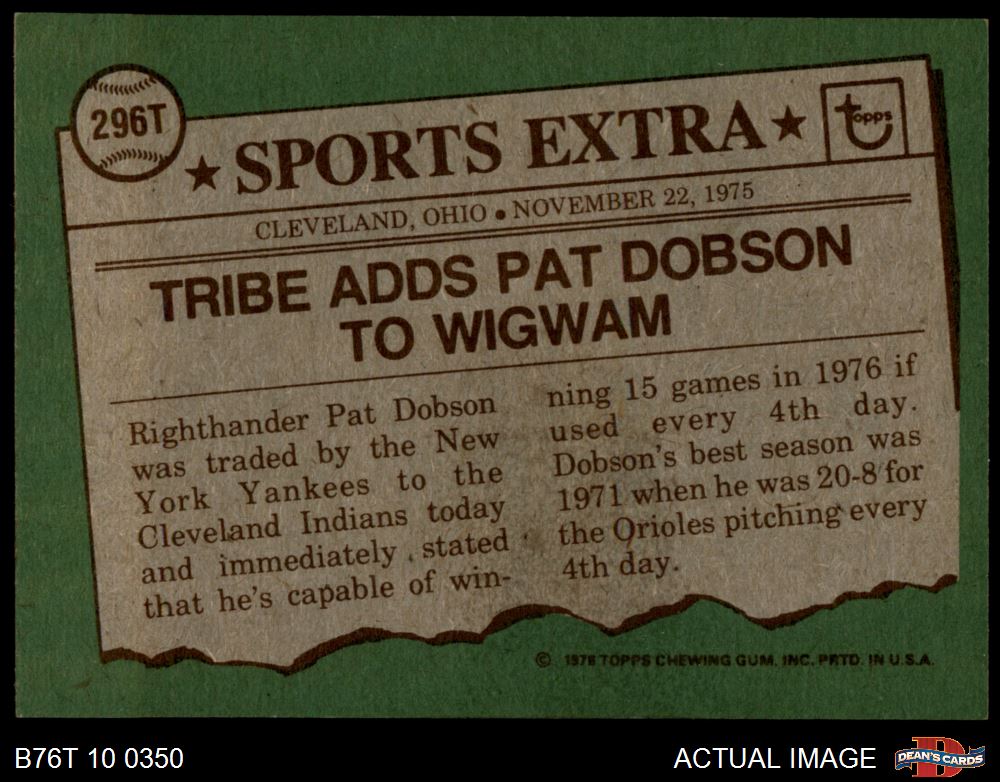 296T
★ SPORTS EXTRA ★
topps
CLEVELAND, OHIO • NOVEMBER 22, 1975
TRIBE ADDS PAT DOBSON
TO WIGWAM
Righthander Pat Dobson
was traded by the New
York Yankees to the
Cleveland Indians today
and immediately stated
that he's capable of win-
ning 15 games in 1976 if
used every 4th day.
Dobson's best season was
1971 when he was 20-8 for
the Orioles pitching every
4th day.
© 1976 TOPPS CHEWING GUM, INC. PRTD. IN U.S.A.
B76T 10 0350
ACTUAL IMAGE
DEAN'S CARDS